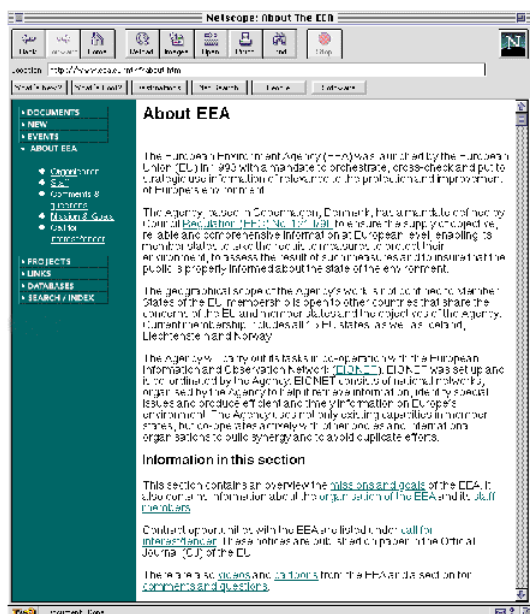 Netscape: About The EEA
Back Forward Home Reload Images Open Print Find Stop
N
Location:
What's New? What's Cool? Destinations Net Search People Software
DOCUMENTS
NEW
EVENTS
ABOUT EEA
Organisation
Staff
Comments &
questions
Mission & Goals
Call for
interest/tender
PROJECTS
LINKS
DATABASES
SEARCH / INDEX
About EEA
The European Environment Agency (EEA) was launched by the European
Union (EU) in 1993 with a mandate to orchestrate, cross-check and put to
strategic use information of relevance to the protection and improvement
of Europe's environment.
The Agency, based in Copenhagen, Denmark, has a mandate defined by
Council Regulation (EEC) No to ensure the supply of objective,
reliable and comprehensive information at European level, enabling its
member states to take the requisite measures to protect their
environment, to assess the result of such measures and to insure that the
public is properly informed about the state of the environment.
The geographical scope of the Agency's work is not confined to Member
States of the EU, membership is open to other countries that share the
concerns of the EU and member states and the objectives of the Agency.
Current membership includes all 15 EU states, as well as Iceland,
Liechtenstein and Norway.
The Agency will carry out its tasks in co-operation with the European
Information and Observation Network (EIONET). EIONET was set up and
is co-ordinated by the Agency. EIONET consists of national networks,
organised by the Agency to help it retrieve information, identify special
issues and produce efficient and timely information on Europe's
environment. The Agency uses not only existing capacities in member
states, but co-operates actively with other bodies and international
organisations to build synergy and to avoid duplicate efforts.
Information in this section
This section contains an overview the missions and goals of the EEA. It
also contains information about the organisation of the EEA and its staff
members.
Contract opportunities with the EEA are listed under call for
interest/tender. These notices are published on paper in the Official
Journal (OJ) of the EU.
There are also videos and cartoons from the EEA and a section for
comments and questions.
Document: Done.